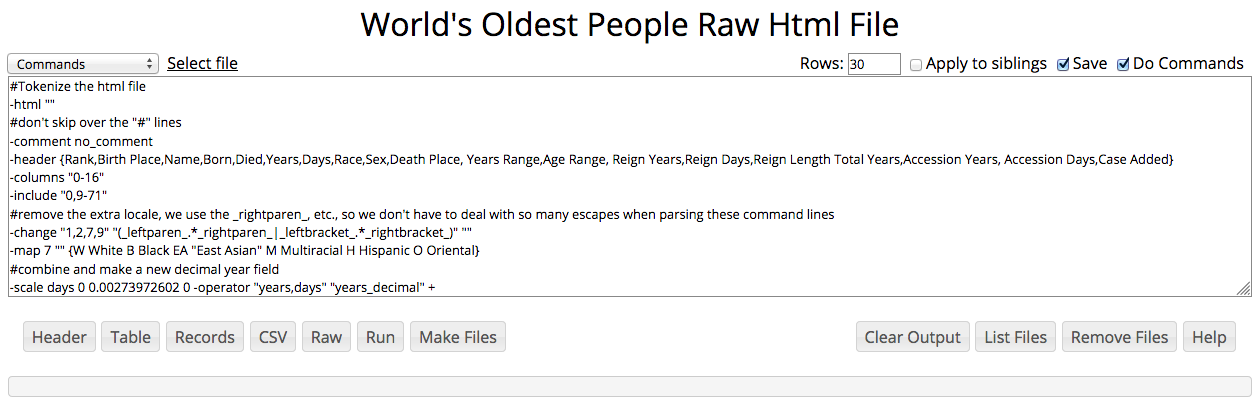 World's Oldest People Raw Html File
Commands Select file Rows: 30 Apply to siblings Save Do Commands
#Tokenize the html file
-html ""
#don't skip over the "#" lines
-comment no_comment
-header {Rank,Birth Place,Name,Born,Died,Years,Days,Race,Sex,Death Place, Years Range,Age Range, Reign Years,Reign Days,Reign Length Total Years,Accession Years, Accession Days,Case Added}
-columns "0-16"
-include "0,9-71"
#remove the extra locale, we use the _rightparen_, etc., so we don't have to deal with so many escapes when parsing these command lines
-change "1,2,7,9" "(_leftparen_.*_rightparen_|_leftbracket_.*_rightbracket_)" ""
-map 7 "" {W White B Black EA "East Asian" M Multiracial H Hispanic O Oriental}
#combine and make a new decimal year field
-scale days 0 0.00273972602 0 -operator "years,days" "years_decimal" +
Header Table Records CSV Raw Run Make Files Clear Output List Files Remove Files Help